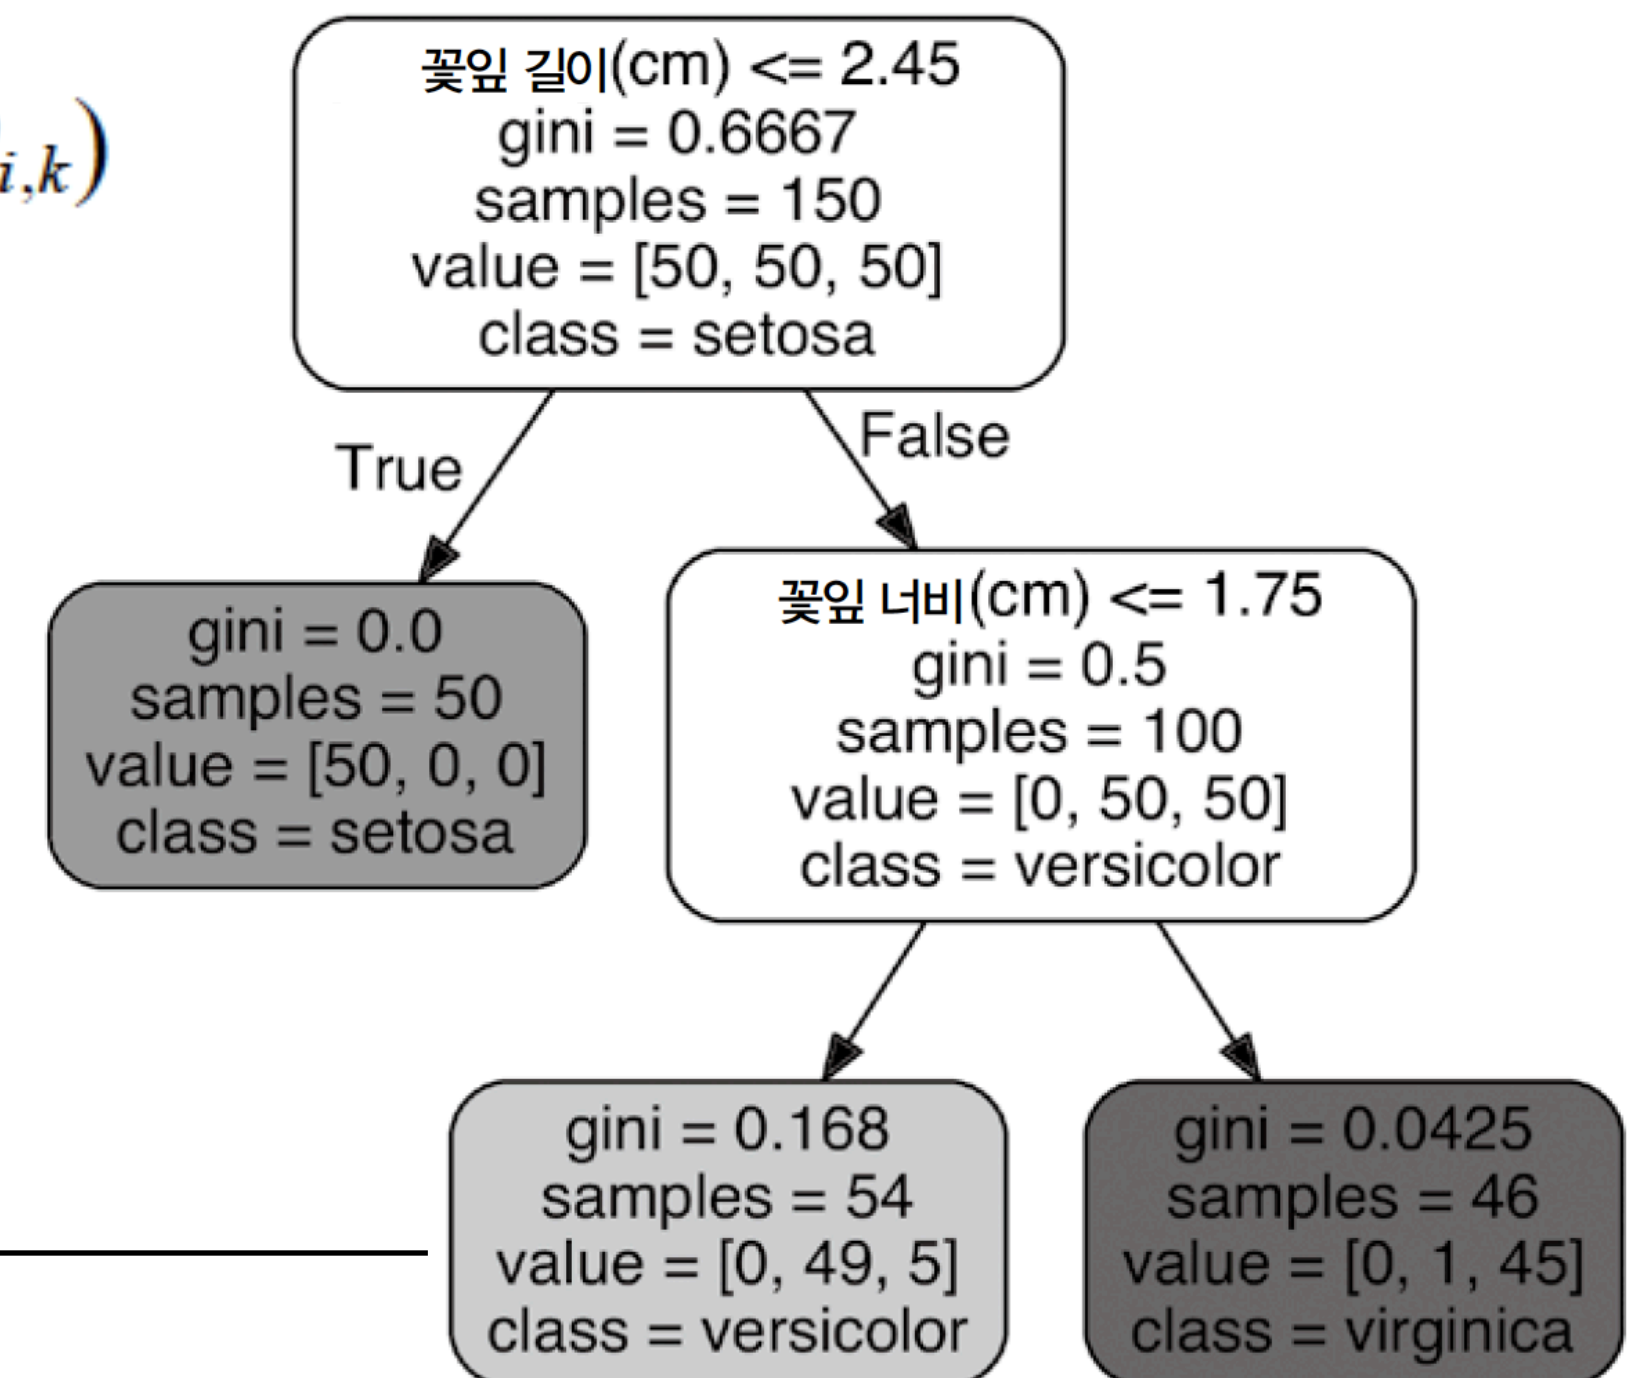 i,k)
꽃잎 길이(cm) <= 2.45
gini = 0.6667
samples = 150
value = [50, 50, 50]
class = setosa
True
False
gini = 0.0
samples = 50
value = [50, 0, 0]
class = setosa
꽃잎 너비(cm) <= 1.75
gini = 0.5
samples = 100
value = [0, 50, 50]
class = versicolor
gini = 0.168
samples = 54
value = [0, 49, 5]
class = versicolor
gini = 0.0425
samples = 46
value = [0, 1, 45]
class = virginica